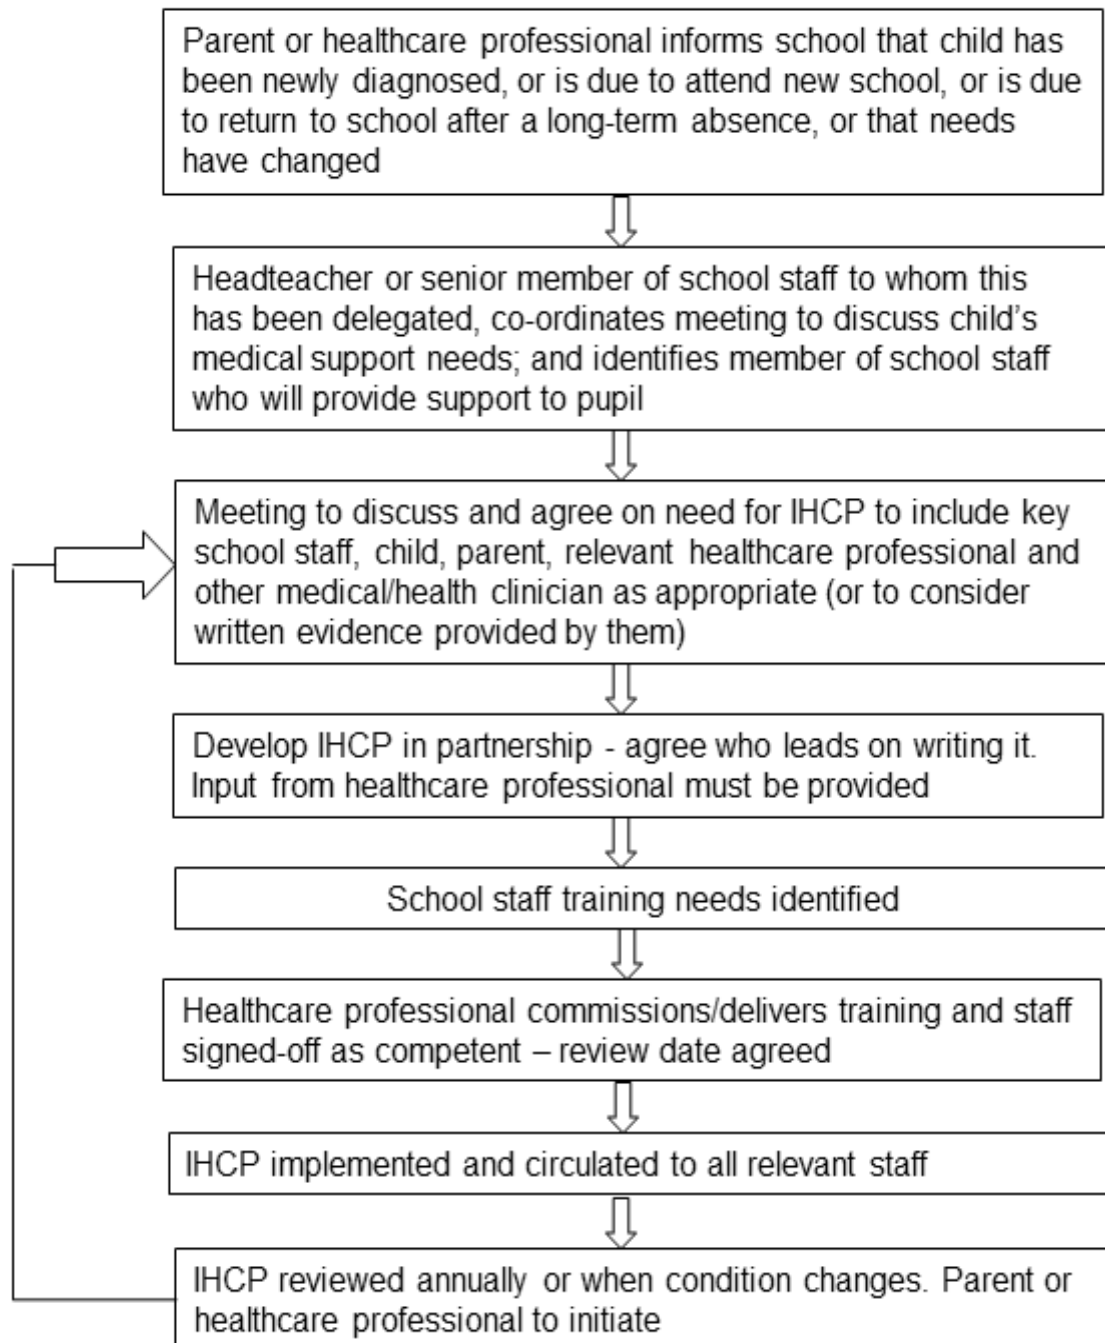 Parent or healthcare professional informs school that child has
been newly diagnosed, or is due to attend new school, or is due
to return to school after a long-term absence, or that needs
have changed
Headteacher or senior member of school staff to whom this
has been delegated, co-ordinates meeting to discuss child's
medical support needs; and identifies member of school staff
who will provide support to pupil
Meeting to discuss and agree on need for IHCP to include key
school staff, child, parent, relevant healthcare professional and
other medical/health clinician as appropriate (or to consider
written evidence provided by them)
Develop IHCP in partnership - agree who leads on writing it.
Input from healthcare professional must be provided
School staff training needs identified
Healthcare professional commissions/delivers training and staff
signed-off as competent – review date agreed
IHCP implemented and circulated to all relevant staff
IHCP reviewed annually or when condition changes. Parent or
healthcare professional to initiate